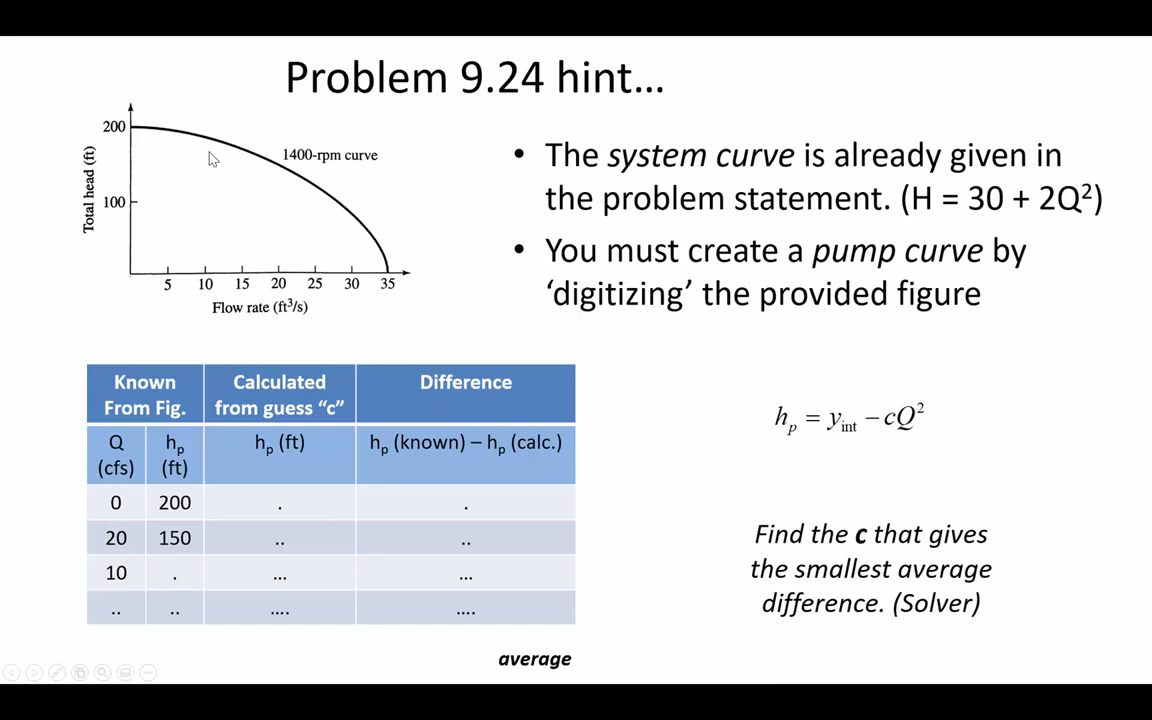 Problem 9.24 hint...
200
100
Total head (ft)
1400-rpm curve
5 10 15 20 25 30 35
Flow rate (ft³/s)
• The system curve is already given in
the problem statement. (H = 30 + 2Q²)
• You must create a pump curve by
‘digitizing’ the provided figure
Known Calculated Difference
From Fig. from guess “c”
Q hₚ hₚ (ft) hₚ (known) – hₚ (calc.)
(cfs) (ft)
0 200 . .
20 150 .. ..
10 . ... ...
.. .. .... ....
average
hₚ = y_int − cQ²
Find the c that gives
the smallest average
difference. (Solver)